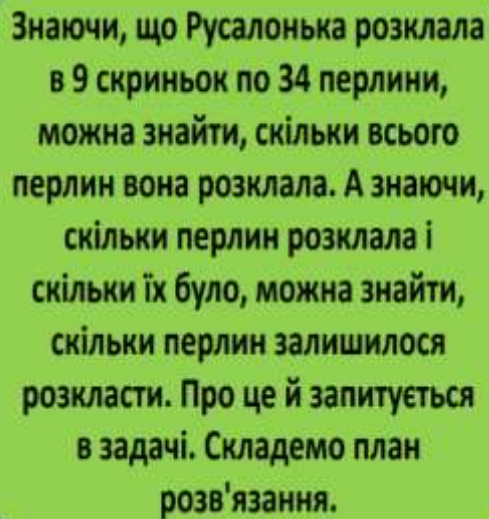 Знаючи, що Русалонька розклала
в 9 скриньок по 34 перлини,
можна знайти, скільки всього
перлин вона розклала. А знаючи,
скільки перлин розклала і
скільки їх було, можна знайти,
скільки перлин залишилося
розкласти. Про це й запитується
в задачі. Складемо план
розв'язання.